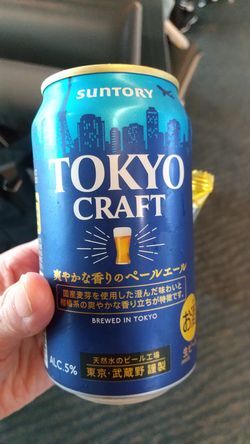 SUNTORY
TOKYO
CRAFT
爽やかな香りのペールエール
国産麦芽を使用した澄んだ味わいと
柑橘系の爽やかな香り立ちが特徴です。
BREWED IN TOKYO
ALC.5%
天然水のビール工場
東京・武蔵野 謹製